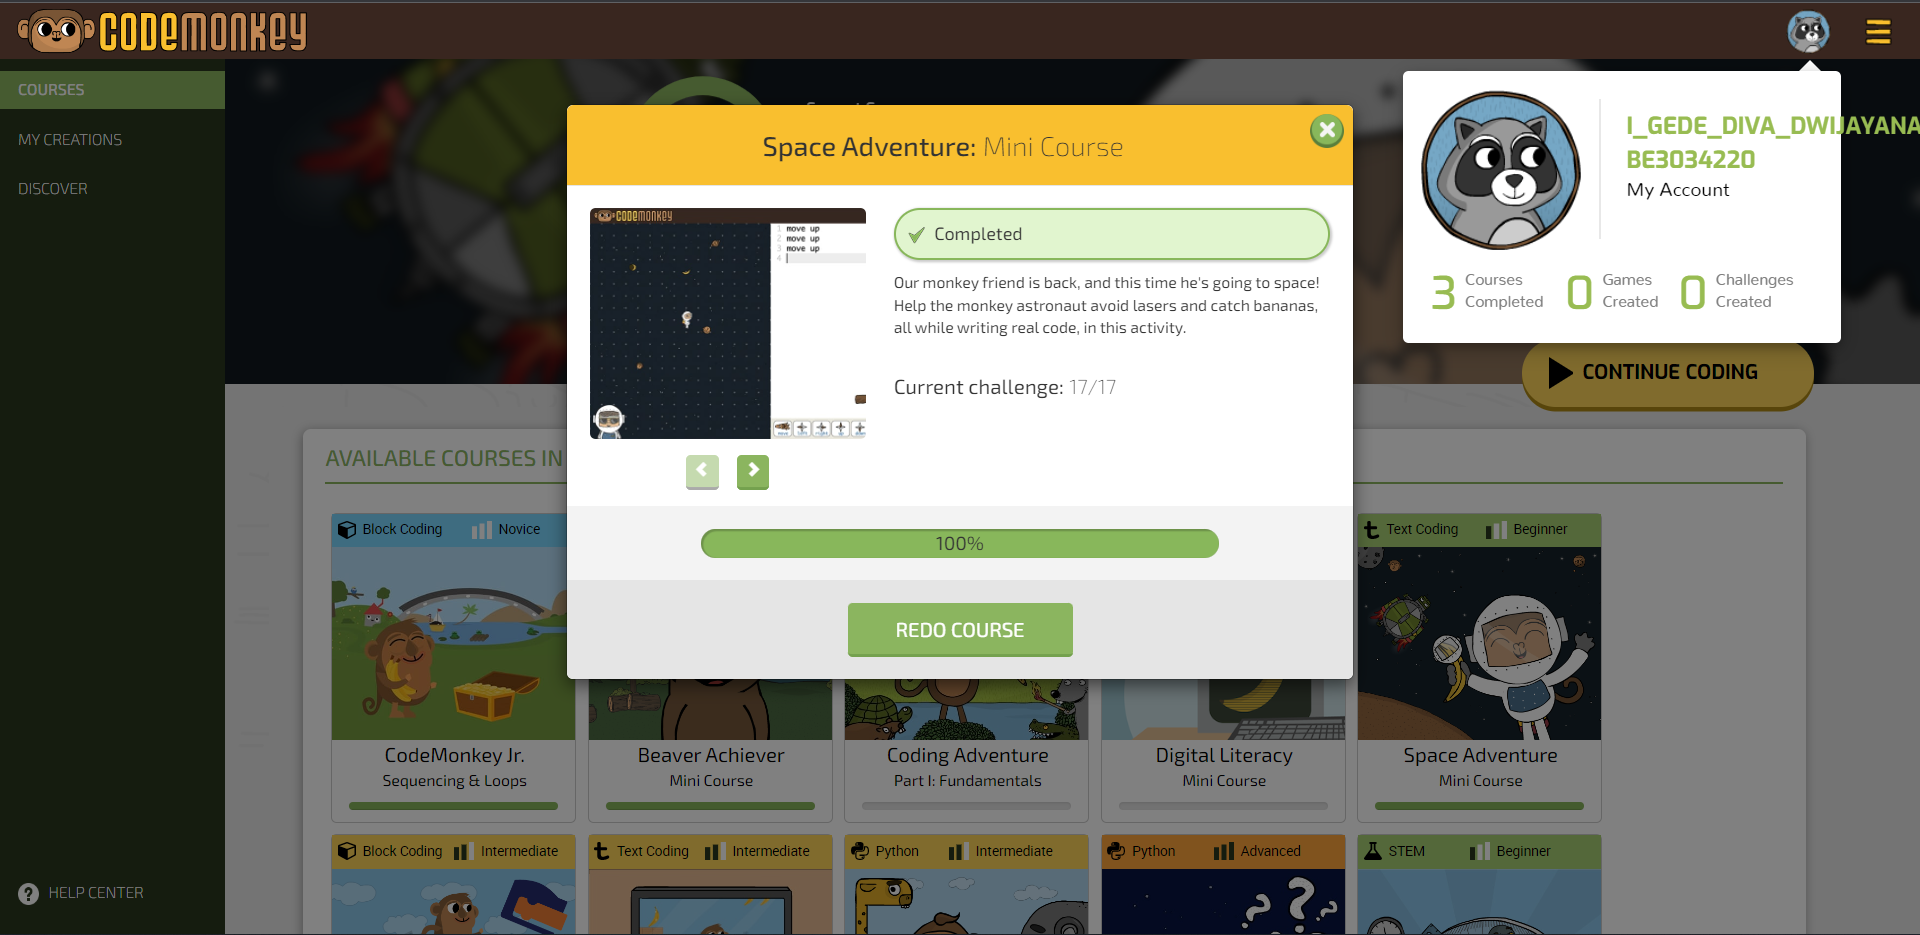 CODEMONKEY
COURSES
MY CREATIONS
DISCOVER
HELP CENTER
I_GEDE_DIVA_DWIJAYANA
BE3034220
My Account
3 Courses Completed
0 Games Created
0 Challenges Created
CONTINUE CODING
Space Adventure: Mini Course
CODEMONKEY
1 move up
2 move up
3 move up
4
Completed
Our monkey friend is back, and this time he's going to space!
Help the monkey astronaut avoid lasers and catch bananas,
all while writing real code, in this activity.
Current challenge: 17/17
100%
REDO COURSE
AVAILABLE COURSES IN
Block Coding Novice
Text Coding Beginner
CodeMonkey Jr.
Sequencing & Loops
Beaver Achiever
Mini Course
Coding Adventure
Part I: Fundamentals
Digital Literacy
Mini Course
Space Adventure
Mini Course
Block Coding Intermediate
Text Coding Intermediate
Python Intermediate
Python Advanced
STEM Beginner